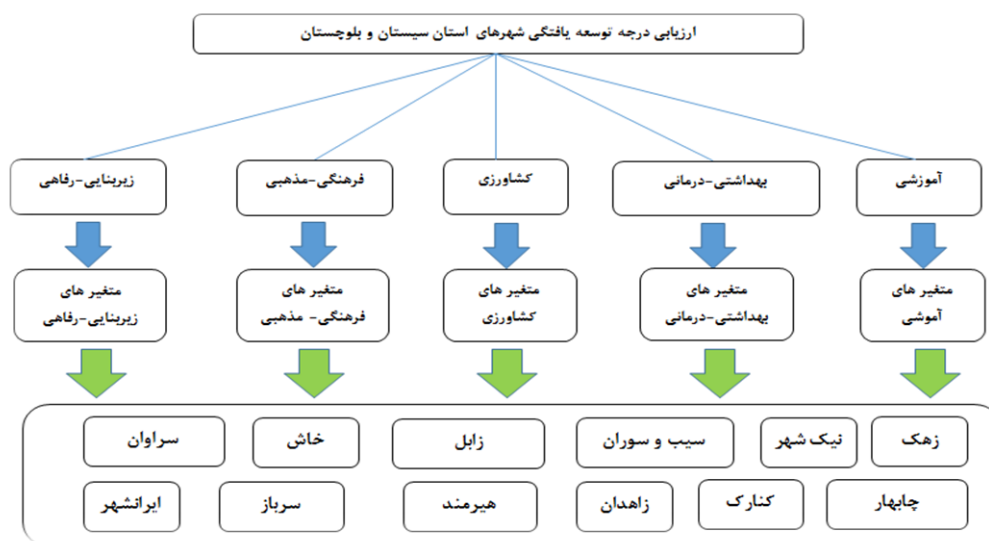 ارزیابی درجه توسعه یافتگی شهرهای استان سیستان و بلوچستان
آموزشی
بهداشتی-درمانی
کشاورزی
فرهنگی-مذهبی
زیربنایی-رفاهی
متغیر های
آموشی
متغیر های
بهداشتی-درمانی
متغیر های
کشاورزی
متغیر های
فرهنگی- مذهبی
متغیر های
زیربنایی-رفاهی
زهک
نیک شهر
سیب و سوران
زابل
خاش
سراوان
چابهار
کنارک
زاهدان
هیرمند
سرباز
ایرانشهر